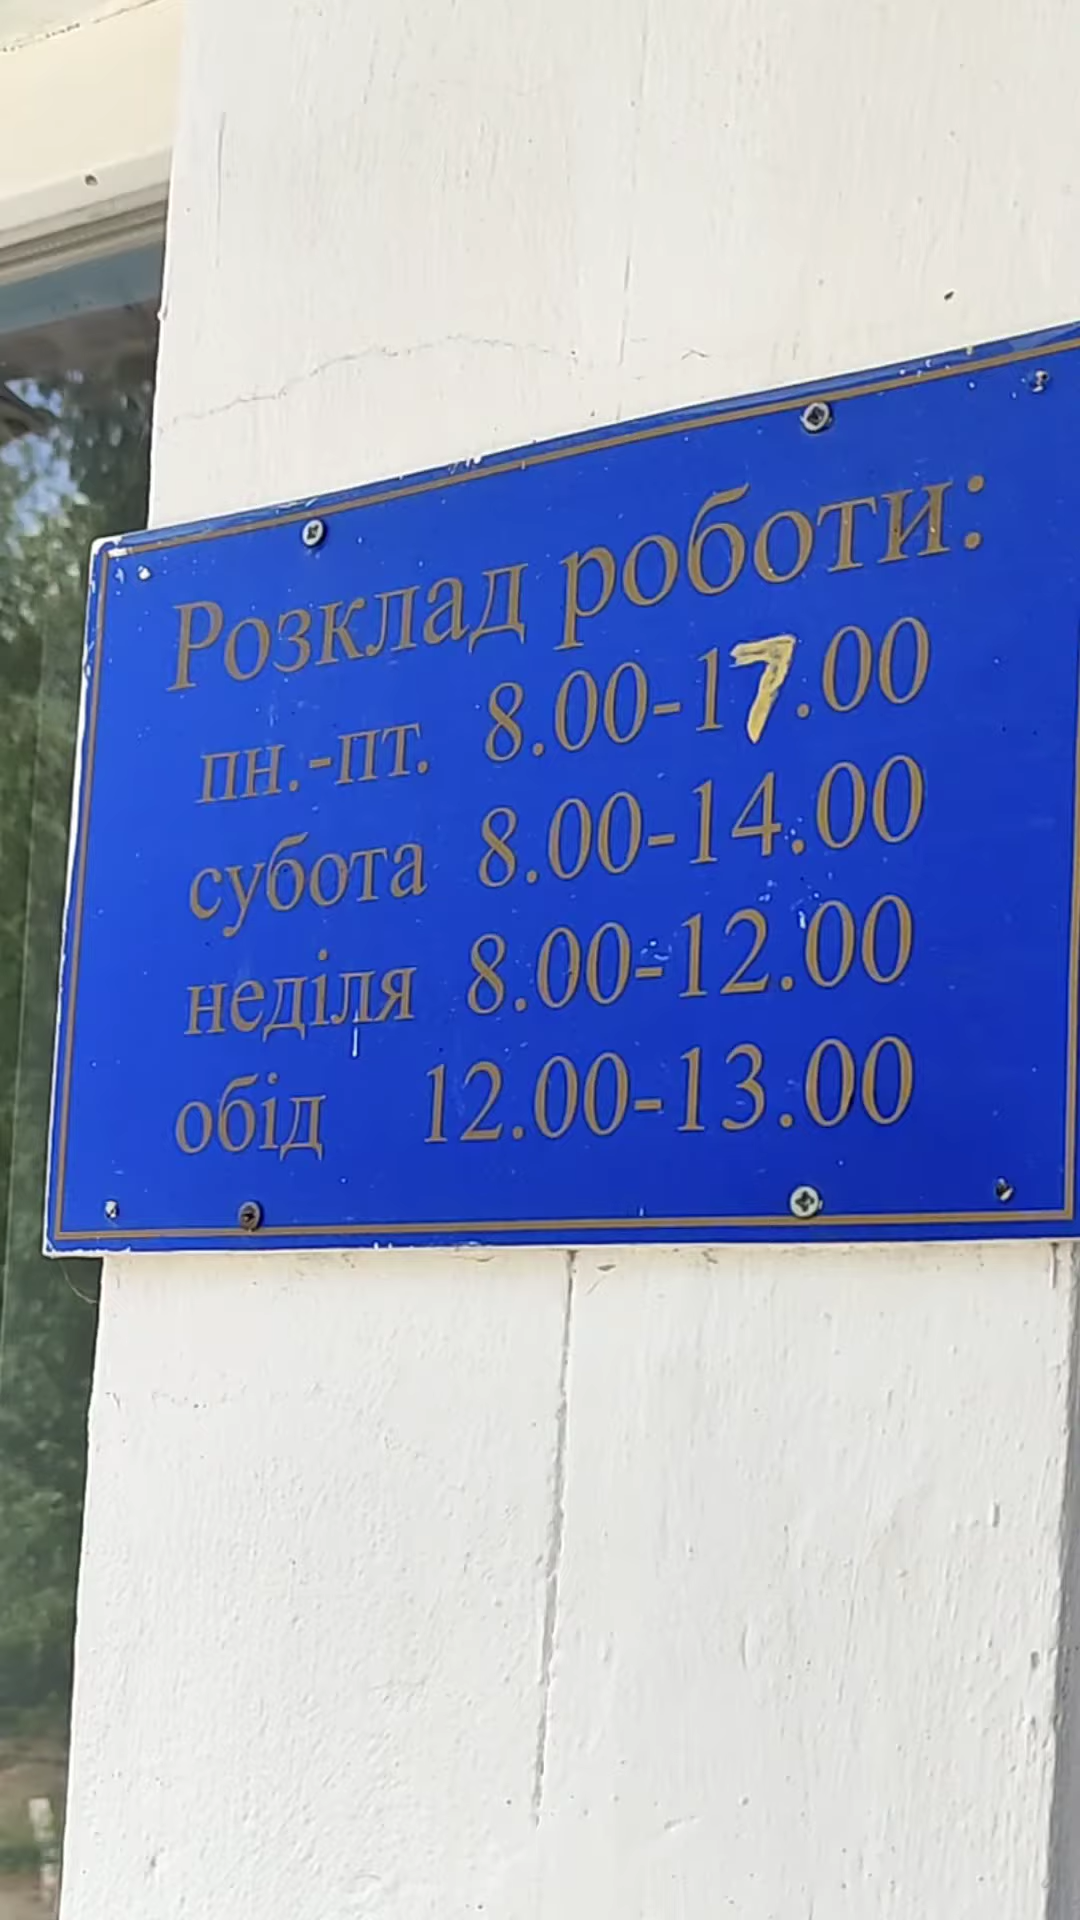 Розклад роботи:
пн.-пт. 8.00-17.00
субота 8.00-14.00
неділя 8.00-12.00
обід 12.00-13.00